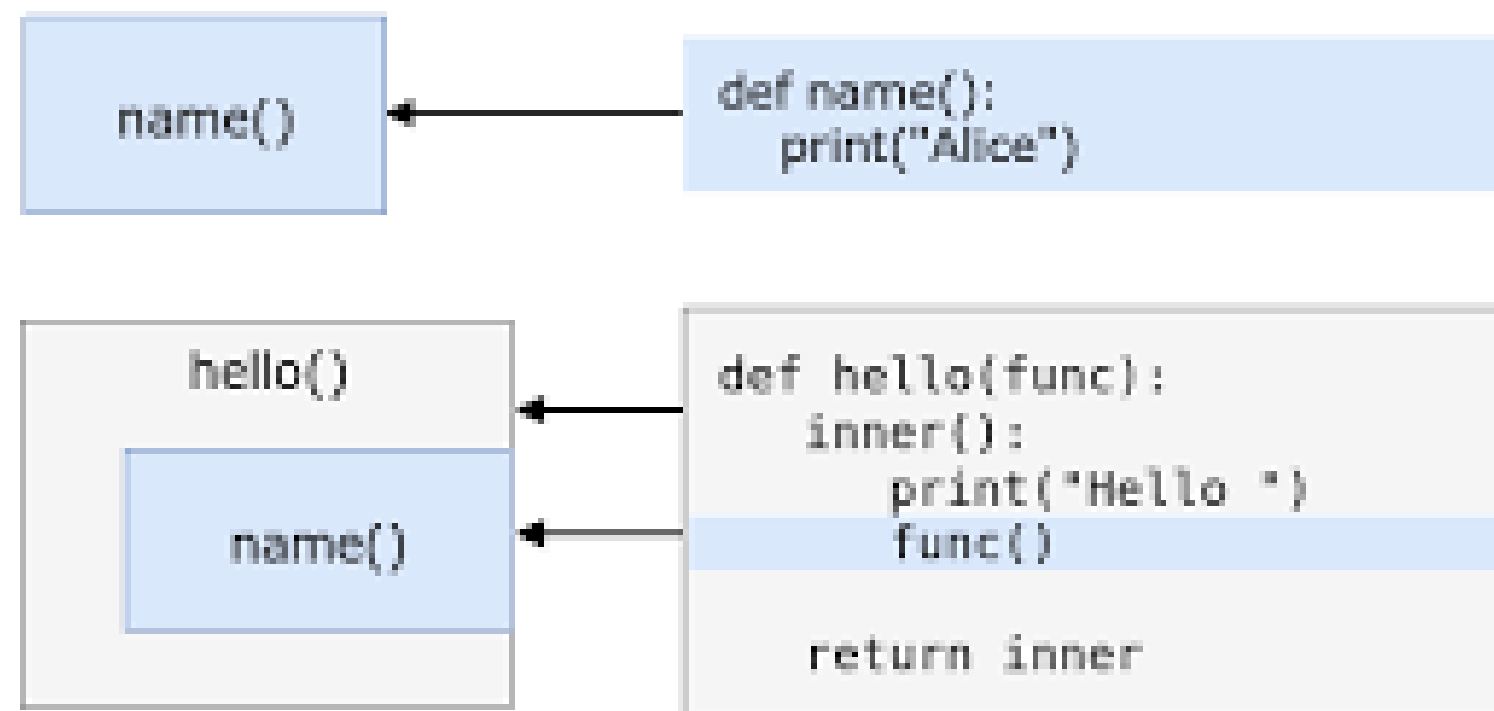 name()
def name():
print("Alice")
hello()
name()
def hello(func):
inner():
print("Hello ")
func()
return inner